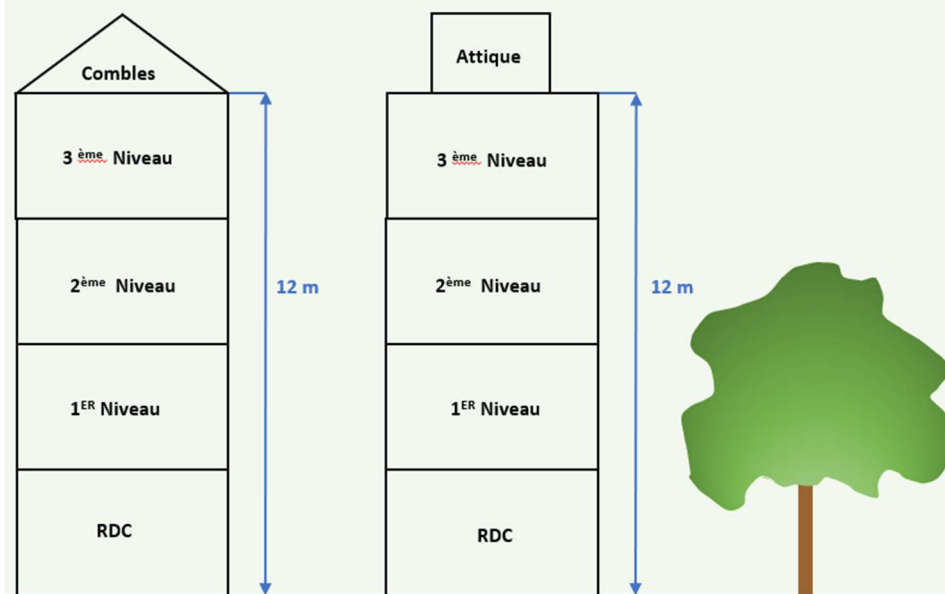 Combles
3 ème Niveau
2ème Niveau
1ER Niveau
RDC
12 m
Attique
3 ème Niveau
2ème Niveau
1ER Niveau
RDC
12 m